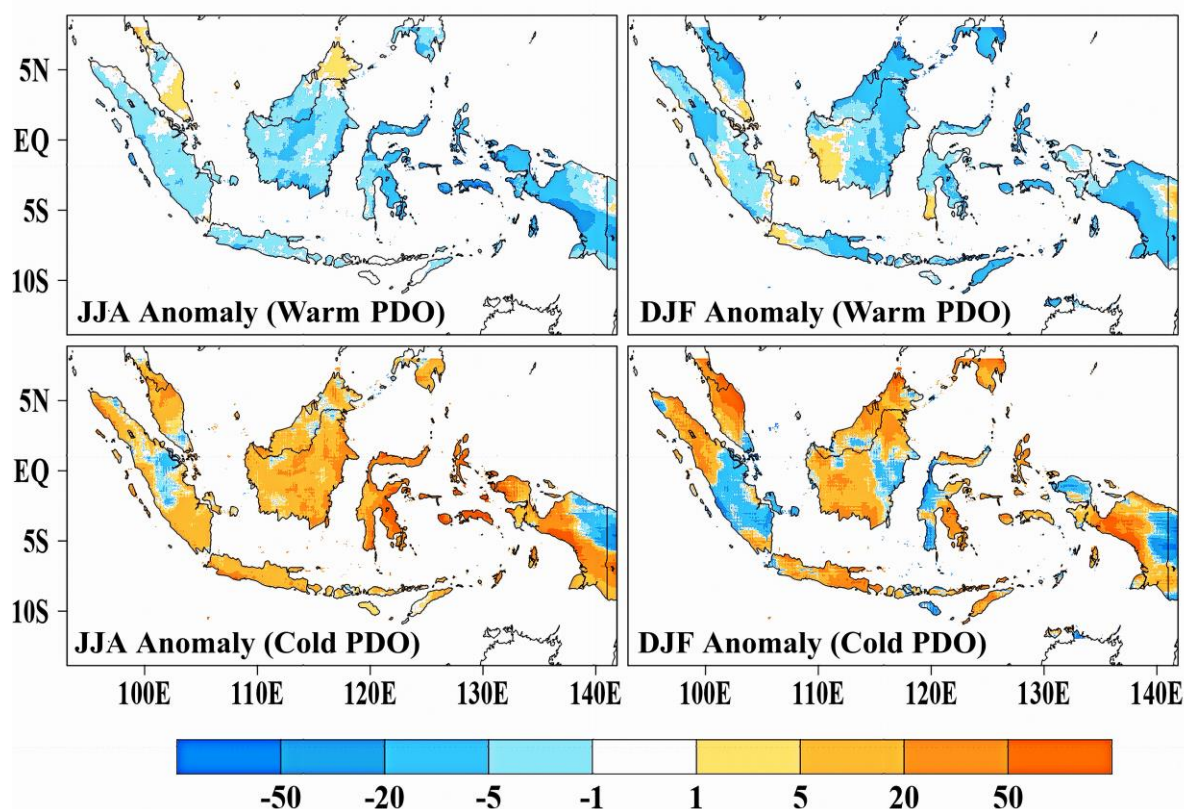 5N
EQ
5S
10S
JJA Anomaly (Warm PDO)
DJF Anomaly (Warm PDO)
5N
EQ
5S
10S
JJA Anomaly (Cold PDO)
DJF Anomaly (Cold PDO)
100E 110E 120E 130E 140E 100E 110E 120E 130E 140E
-50 -20 -5 -1 1 5 20 50